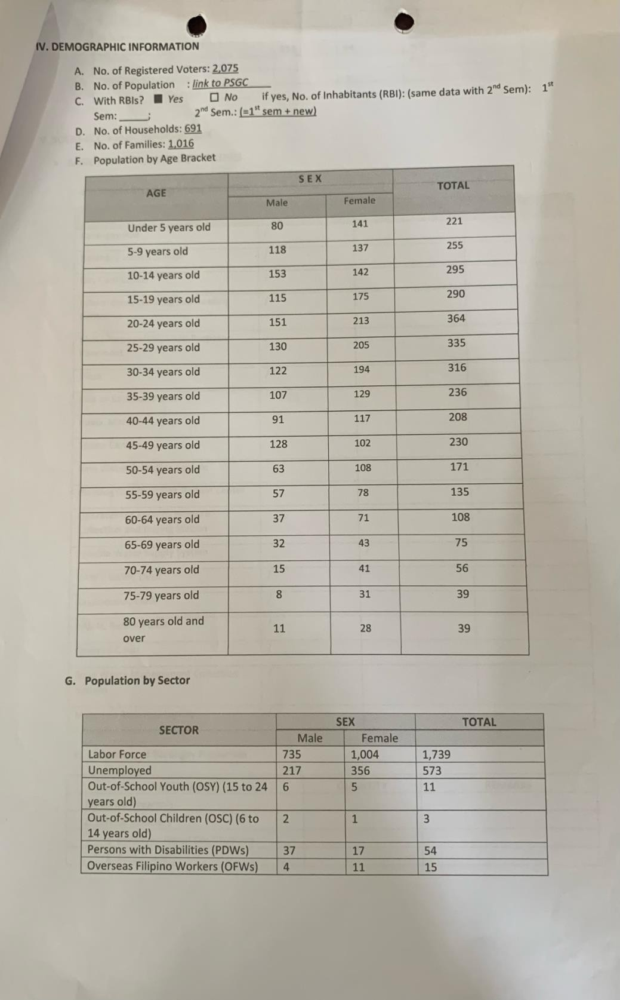 IV. DEMOGRAPHIC INFORMATION
A. No. of Registered Voters: 2,075
B. No. of Population : link to PSGC
C. With RBIs? ■ Yes ☐ No if yes, No. of Inhabitants (RBI): (same data with 2nd Sem): 1st
Sem: _____; 2nd Sem.: (=1st sem + new)
D. No. of Households: 691
E. No. of Families: 1,016
F. Population by Age Bracket
AGE SEX TOTAL
Male Female
Under 5 years old 80 141 221
5-9 years old 118 137 255
10-14 years old 153 142 295
15-19 years old 115 175 290
20-24 years old 151 213 364
25-29 years old 130 205 335
30-34 years old 122 194 316
35-39 years old 107 129 236
40-44 years old 91 117 208
45-49 years old 128 102 230
50-54 years old 63 108 171
55-59 years old 57 78 135
60-64 years old 37 71 108
65-69 years old 32 43 75
70-74 years old 15 41 56
75-79 years old 8 31 39
80 years old and
over 11 28 39
G. Population by Sector
SECTOR SEX TOTAL
Male Female
Labor Force 735 1,004 1,739
Unemployed 217 356 573
Out-of-School Youth (OSY) (15 to 24 6 5 11
years old)
Out-of-School Children (OSC) (6 to 2 1 3
14 years old)
Persons with Disabilities (PDWs) 37 17 54
Overseas Filipino Workers (OFWs) 4 11 15